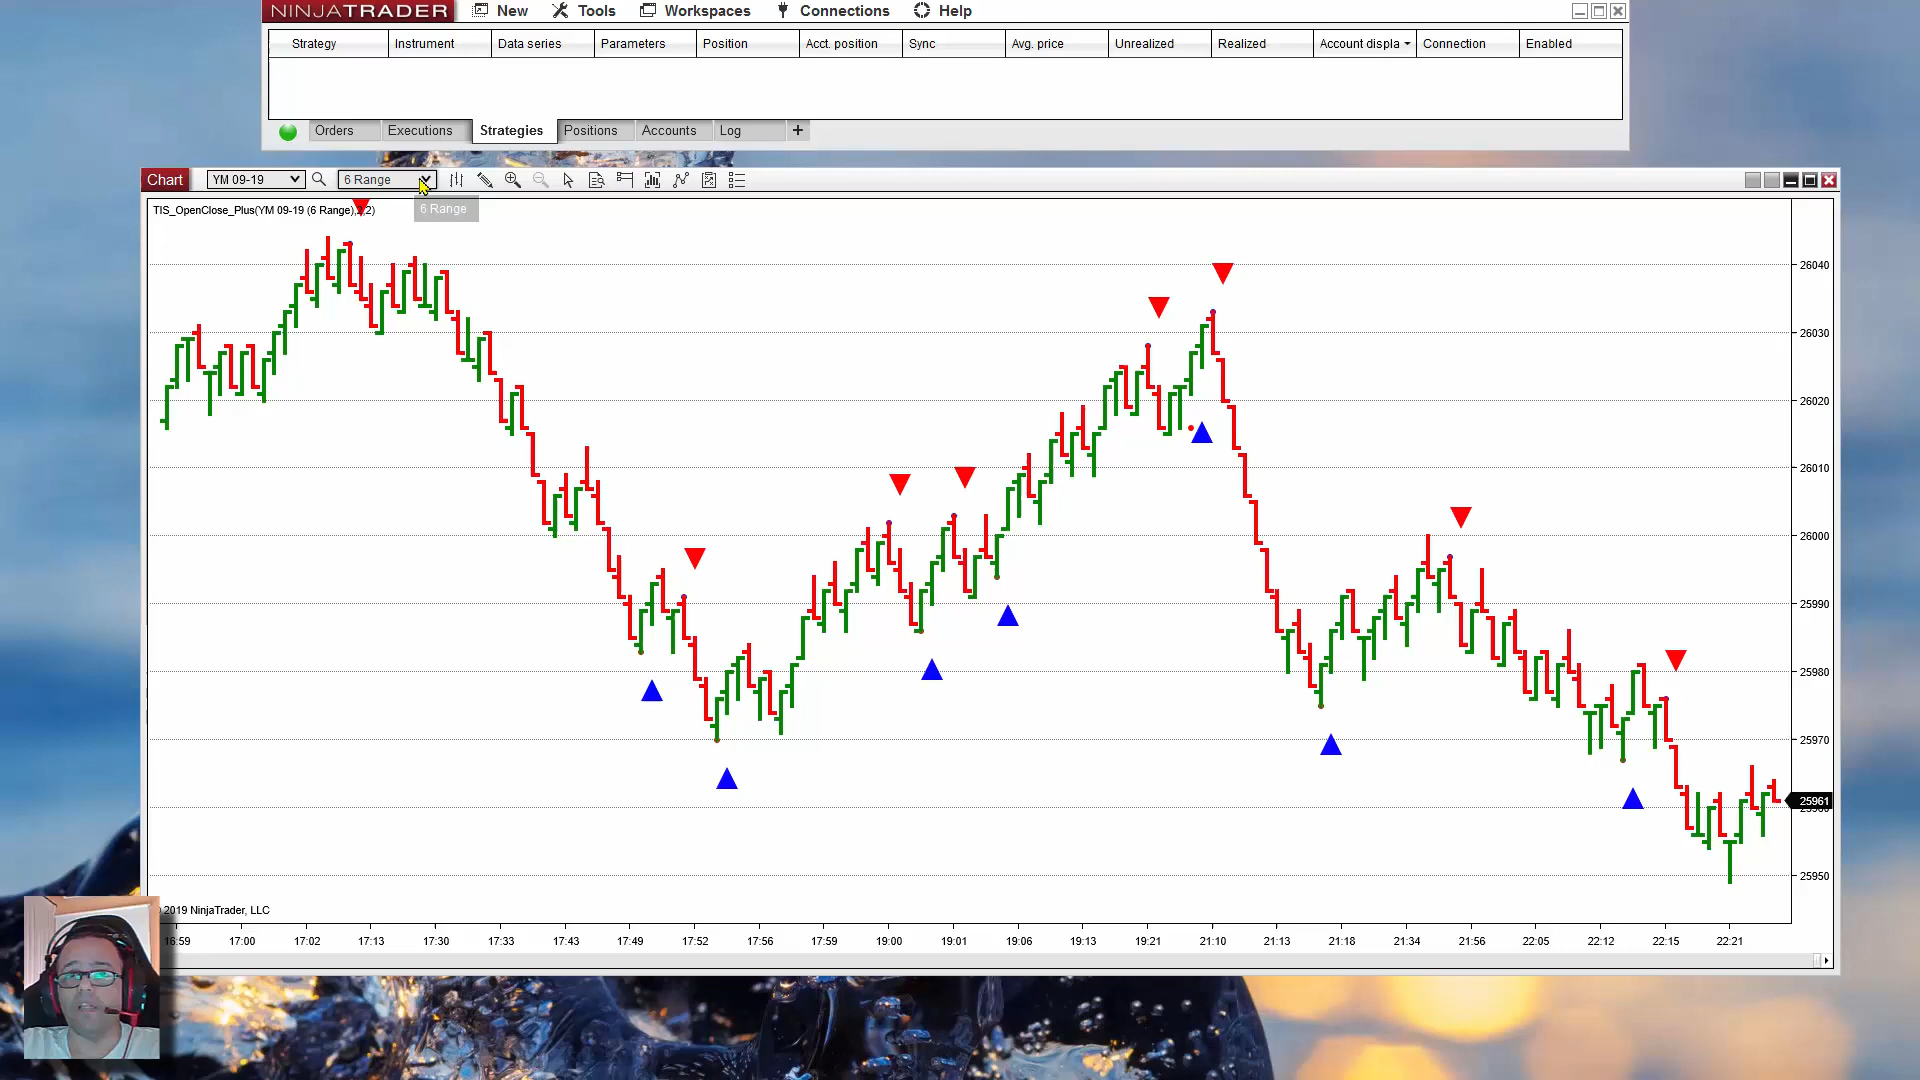 NINJATRADER New Tools Workspaces Connections Help
Strategy Instrument Data series Parameters Position Acct. position Sync Avg. price Unrealized Realized Account displa Connection Enabled
Orders Executions Strategies Positions Accounts Log +
Chart YM 09-19 6 Range
6 Range
TIS_OpenClose_Plus(YM 09-19 (6 Range),2,2)
26040
26030
26020
26010
26000
25990
25980
25970
25961
25950
2019 NinjaTrader, LLC
16:59 17:00 17:02 17:13 17:30 17:33 17:43 17:49 17:52 17:56 17:59 19:00 19:01 19:06 19:13 19:21 21:10 21:13 21:18 21:34 21:56 22:05 22:12 22:15 22:21